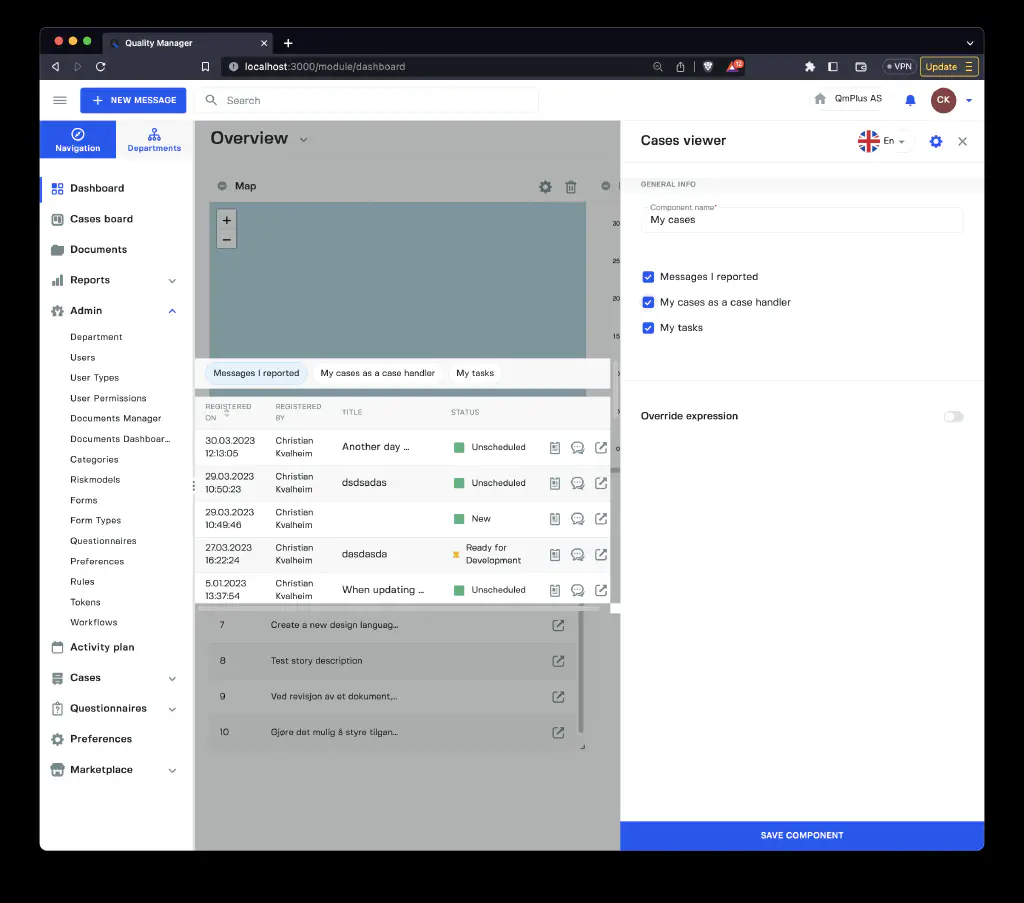 Quality Manager
localhost:3000/module/dashboard
12
VPN
Update
NEW MESSAGE
Search
QmPlus AS
CK
Navigation
Departments
Dashboard
Cases board
Documents
Reports
Admin
Department
Users
User Types
User Permissions
Documents Manager
Documents Dashboar...
Categories
Riskmodels
Forms
Form Types
Questionnaires
Preferences
Rules
Tokens
Workflows
Activity plan
Cases
Questionnaires
Preferences
Marketplace
Overview
Map
+
−
30
25
20
15
Messages I reported
My cases as a case handler
My tasks
REGISTERED ON
REGISTERED BY
TITLE
STATUS
30.03.2023 12:13:05
Christian Kvalheim
Another day ...
Unscheduled
29.03.2023 10:50:23
Christian Kvalheim
dsdsadas
Unscheduled
29.03.2023 10:49:46
Christian Kvalheim
New
27.03.2023 16:22:24
Christian Kvalheim
dasdasda
Ready for Development
5.01.2023 13:37:54
Christian Kvalheim
When updating ...
Unscheduled
7 Create a new design languag...
8 Test story description
9 Ved revisjon av et dokument,...
10 Gjøre det mulig å styre tilgan...
Cases viewer
En
GENERAL INFO
Component name*
My cases
Messages I reported
My cases as a case handler
My tasks
Override expression
SAVE COMPONENT